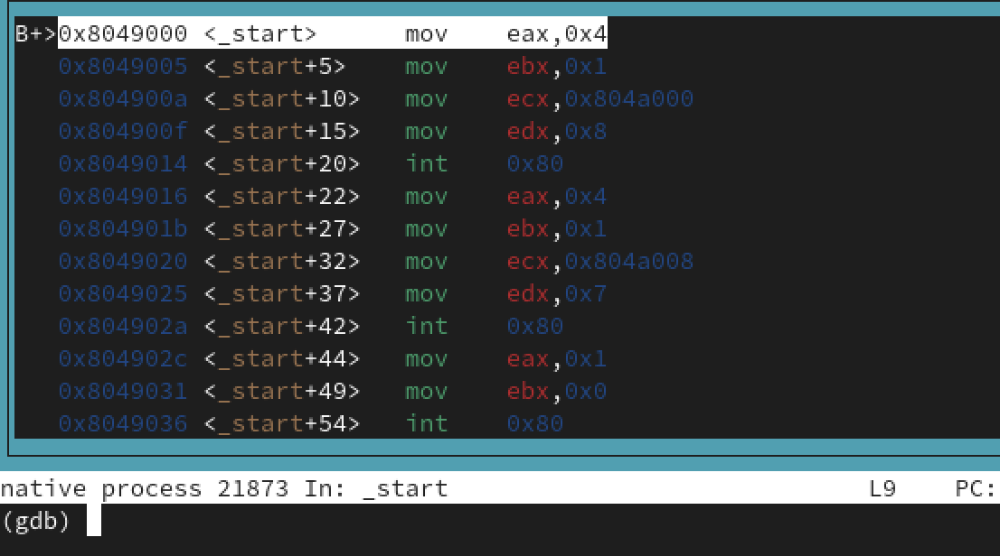 B+>0x8049000 <_start>      mov    eax,0x4
   0x8049005 <_start+5>    mov    ebx,0x1
   0x804900a <_start+10>   mov    ecx,0x804a000
   0x804900f <_start+15>   mov    edx,0x8
   0x8049014 <_start+20>   int    0x80
   0x8049016 <_start+22>   mov    eax,0x4
   0x804901b <_start+27>   mov    ebx,0x1
   0x8049020 <_start+32>   mov    ecx,0x804a008
   0x8049025 <_start+37>   mov    edx,0x7
   0x804902a <_start+42>   int    0x80
   0x804902c <_start+44>   mov    eax,0x1
   0x8049031 <_start+49>   mov    ebx,0x0
   0x8049036 <_start+54>   int    0x80
native process 21873 In: _start                              L9    PC:
(gdb)